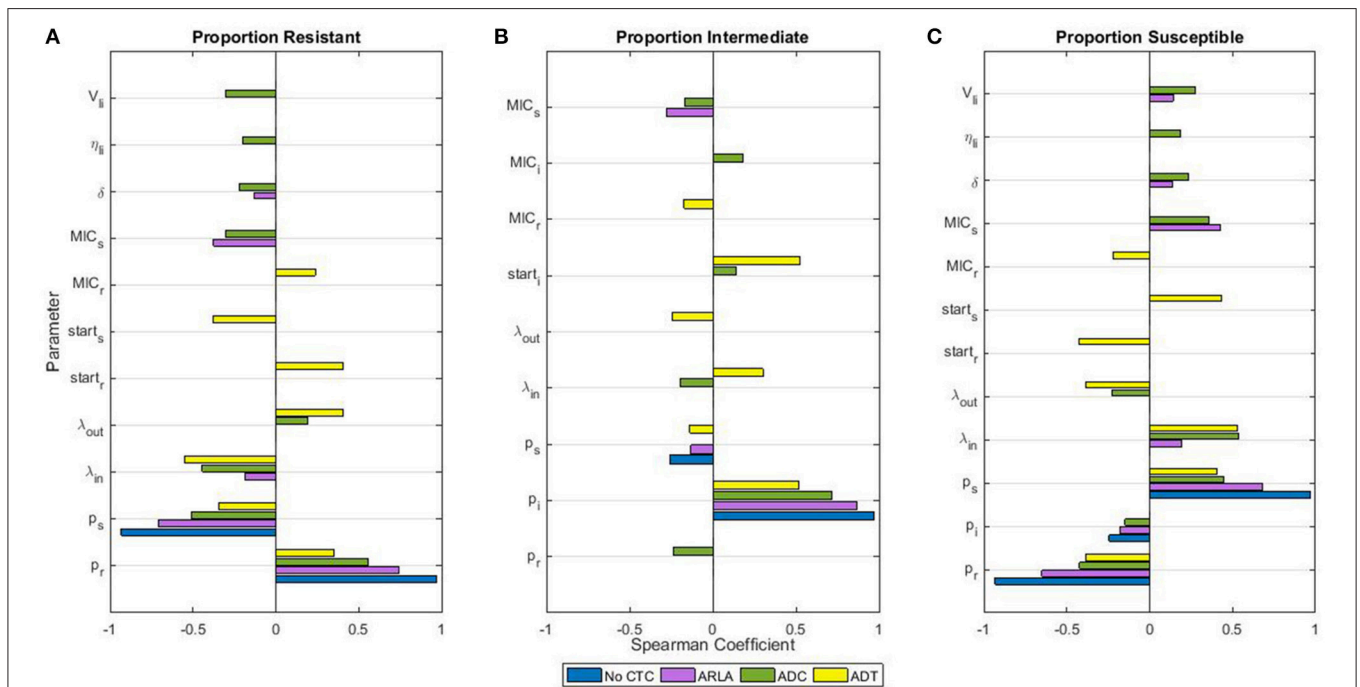 A Proportion Resistant
V_li
η_li
δ
MIC_s
MIC_r
start_s
start_r
λ_out
λ_in
p_s
p_r
Parameter
-1 -0.5 0 0.5 1
B Proportion Intermediate
MIC_s
MIC_i
MIC_r
start_i
λ_out
λ_in
p_s
p_i
p_r
-1 -0.5 0 0.5 1
Spearman Coefficient
C Proportion Susceptible
V_li
η_li
δ
MIC_s
MIC_r
start_s
start_r
λ_out
λ_in
p_s
p_i
p_r
-1 -0.5 0 0.5 1
No CTC ARLA ADC ADT